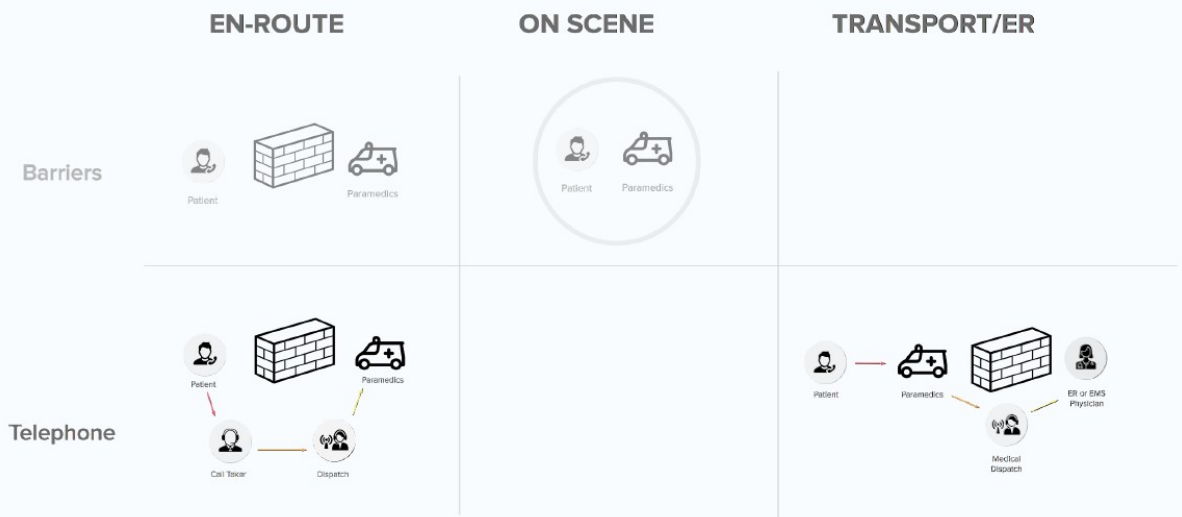 EN-ROUTE
ON SCENE
TRANSPORT/ER
Barriers
Patient
Paramedics
Patient
Paramedics
Telephone
Patient
Paramedics
Call Taker
Dispatch
Patient
Paramedics
ER or EMS
Physician
Medical
Dispatch